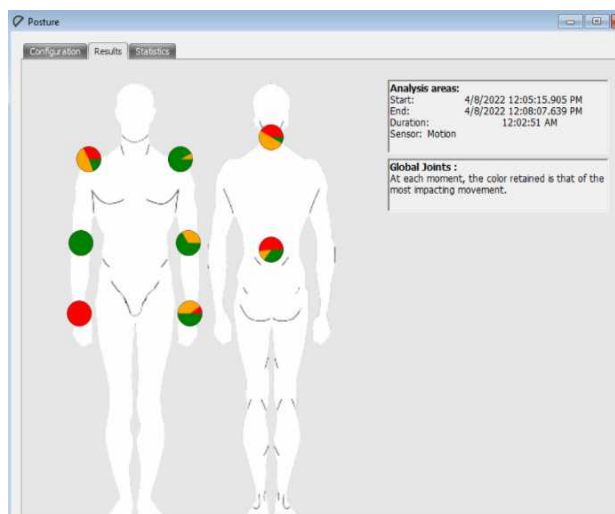 Posture
Configuration Results Statistics
Analysis areas:
Start: 4/8/2022 12:05:15.905 PM
End: 4/8/2022 12:08:07.639 PM
Duration: 12:02:51 AM
Sensor: Motion
Global Joints :
At each moment, the color retained is that of the
most impacting movement.